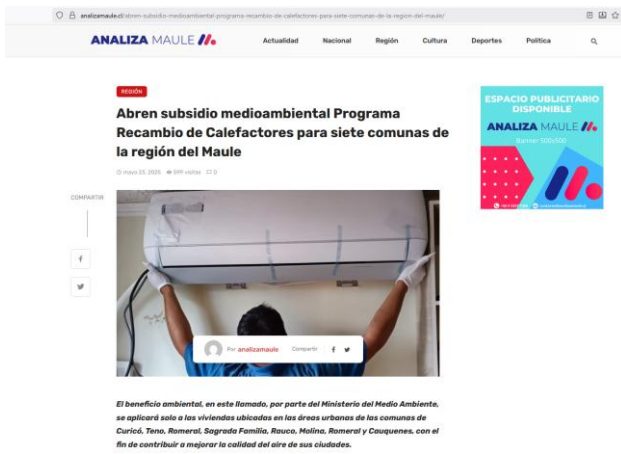 analizamaule.cl/abren-subsidio-medioambiental-programa-recambio-de-calefactores-para-siete-comunas-de-la-region-del-maule/
ANALIZA MAULE
Actualidad Nacional Región Cultura Deportes Política
REGIÓN
Abren subsidio medioambiental Programa
Recambio de Calefactores para siete comunas de
la región del Maule
mayo 23, 2025 599 visitas 0
COMPARTIR
ESPACIO PUBLICITARIO
DISPONIBLE
ANALIZA MAULE
Banner 500x500
Por analizamaule Compartir
El beneficio ambiental, en este llamado, por parte del Ministerio del Medio Ambiente,
se aplicará solo a las viviendas ubicadas en las áreas urbanas de las comunas de
Curicó, Teno, Romeral, Sagrada Familia, Rauco, Molina, Romeral y Cauquenes, con el
fin de contribuir a mejorar la calidad del aire de sus ciudades.